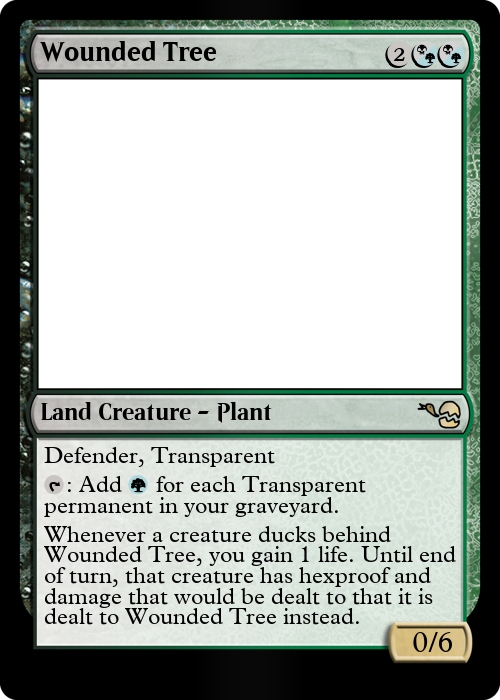 Wounded Tree 2
Land Creature – Plant
Defender, Transparent
: Add for each Transparent
permanent in your graveyard.
Whenever a creature ducks behind
Wounded Tree, you gain 1 life. Until end
of turn, that creature has hexproof and
damage that would be dealt to that it is
dealt to Wounded Tree instead.
0/6